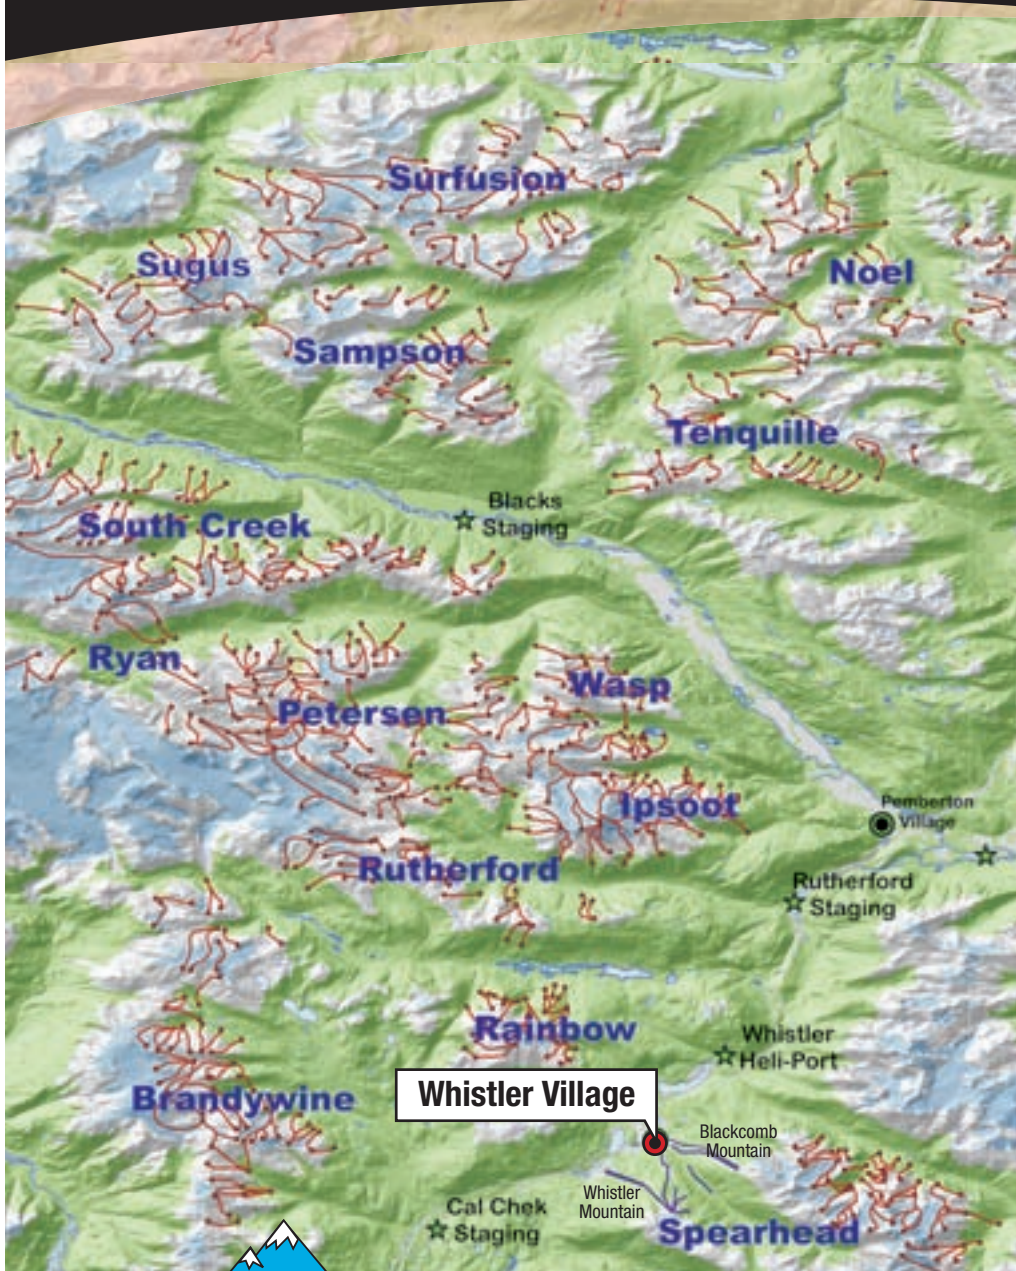 Surfusion
Sugus
Noel
Sampson
Tenquille
Blacks
Staging
South Creek
Ryan
Wasp
Petersen
Ipsoot
Pemberton
Village
Rutherford
Rutherford
Staging
Rainbow
Whistler
Heli-Port
Whistler Village
Brandywine
Blackcomb
Mountain
Whistler
Mountain
Cal Chek
Staging
Spearhead